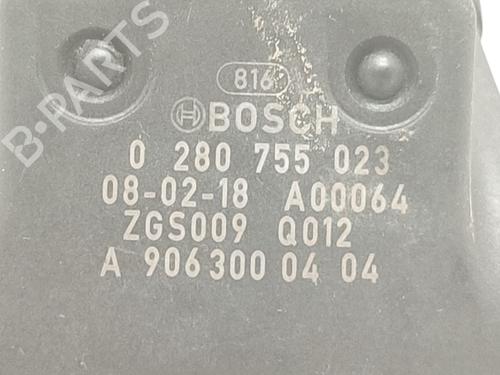 B-PARTS
816
BOSCH
0 280 755 023
08-02-18 A00064
ZGS009 Q012
A 906 300 04 04